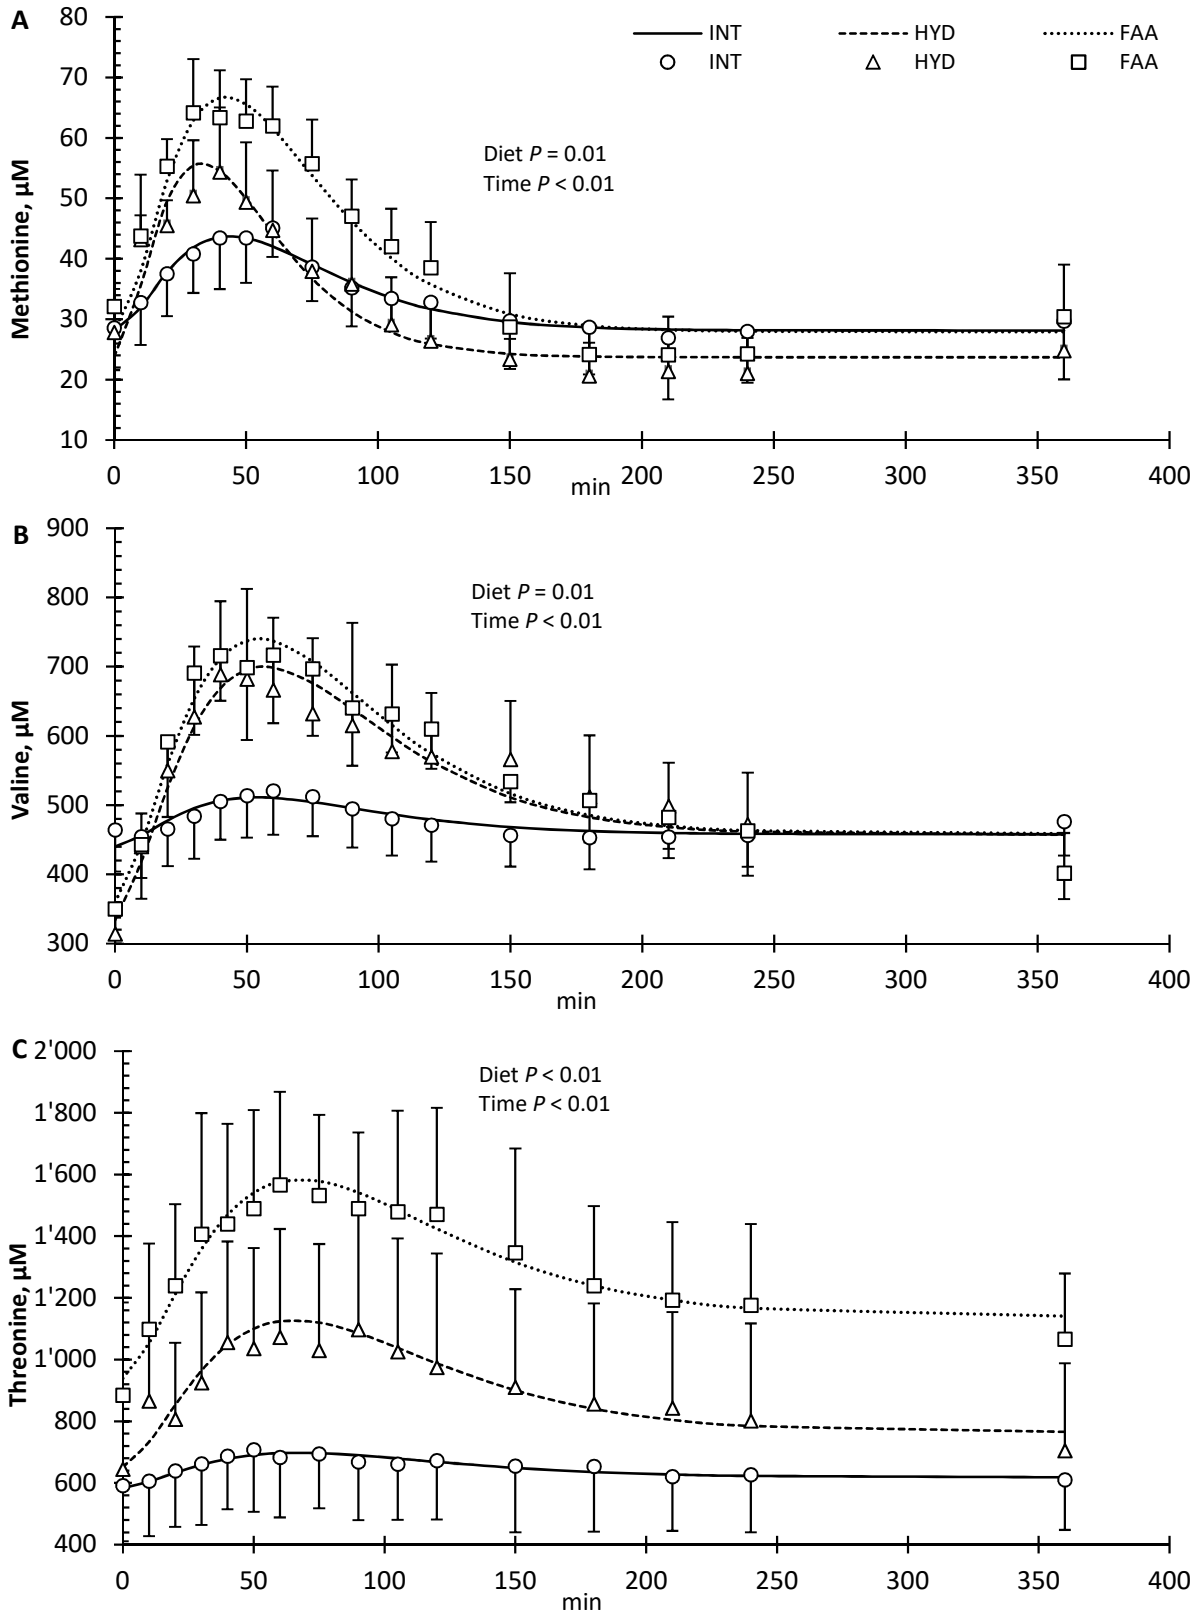 A
80
INT HYD FAA
INT HYD FAA
70
60
Diet P = 0.01
Time P < 0.01
50
40
30
20
10
Methionine, µM
0 50 100 150 200 250 300 350 400
min
B
900
800
Diet P = 0.01
Time P < 0.01
700
600
500
400
300
Valine, µM
0 50 100 150 200 250 300 350 400
min
C
2'000
Diet P < 0.01
Time P < 0.01
1'800
1'600
1'400
1'200
1'000
800
600
400
Threonine, µM
0 50 100 150 200 250 300 350 400
min